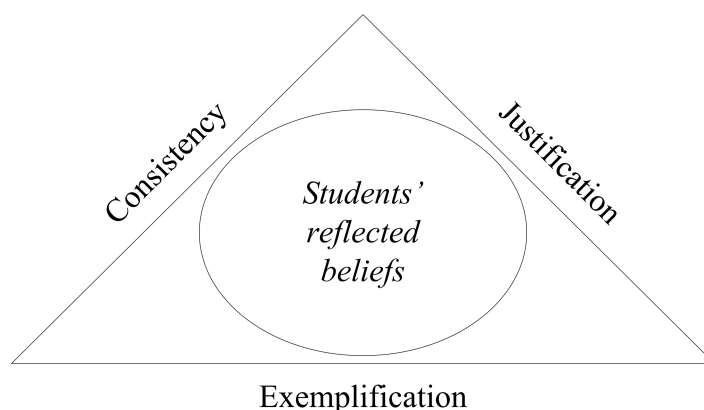 Consistency
Justification
Students’
reflected
beliefs
Exemplification